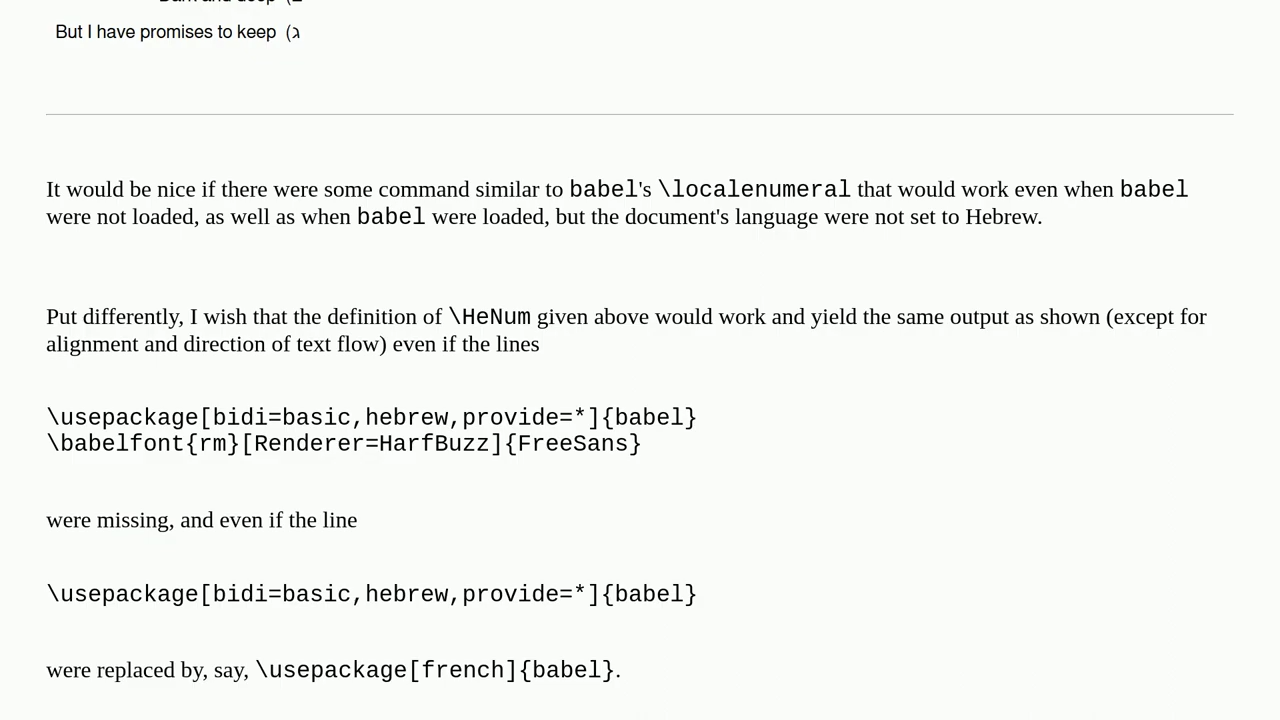 But I have promises to keep (ג
It would be nice if there were some command similar to babel's \localenumeral that would work even when babel
were not loaded, as well as when babel were loaded, but the document's language were not set to Hebrew.
Put differently, I wish that the definition of \HeNum given above would work and yield the same output as shown (except for
alignment and direction of text flow) even if the lines
\usepackage[bidi=basic,hebrew,provide=*]{babel}
\babelfont{rm}[Renderer=HarfBuzz]{FreeSans}
were missing, and even if the line
\usepackage[bidi=basic,hebrew,provide=*]{babel}
were replaced by, say, \usepackage[french]{babel}.